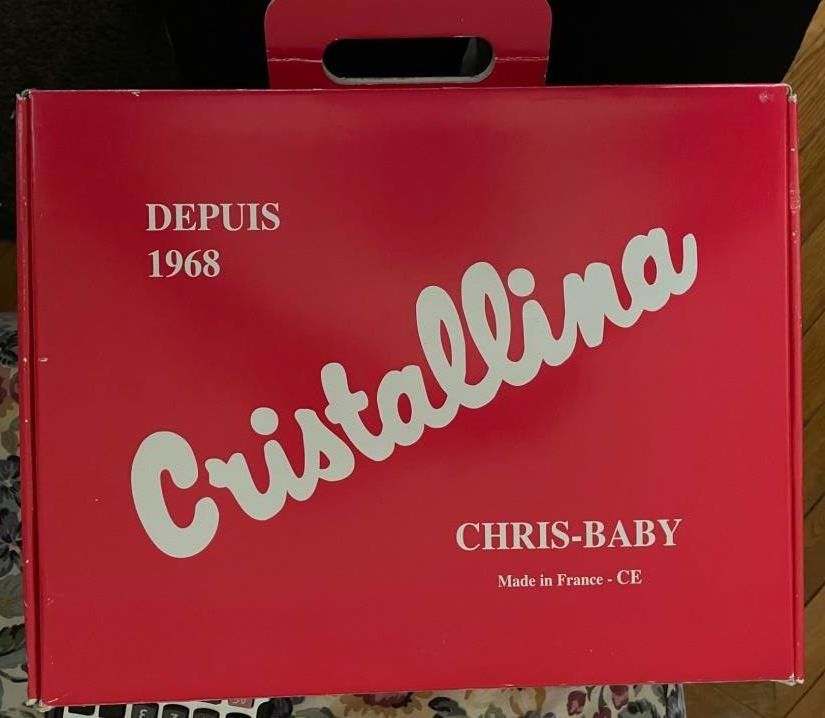 DEPUIS
1968
Cristallina
CHRIS-BABY
Made in France - CE